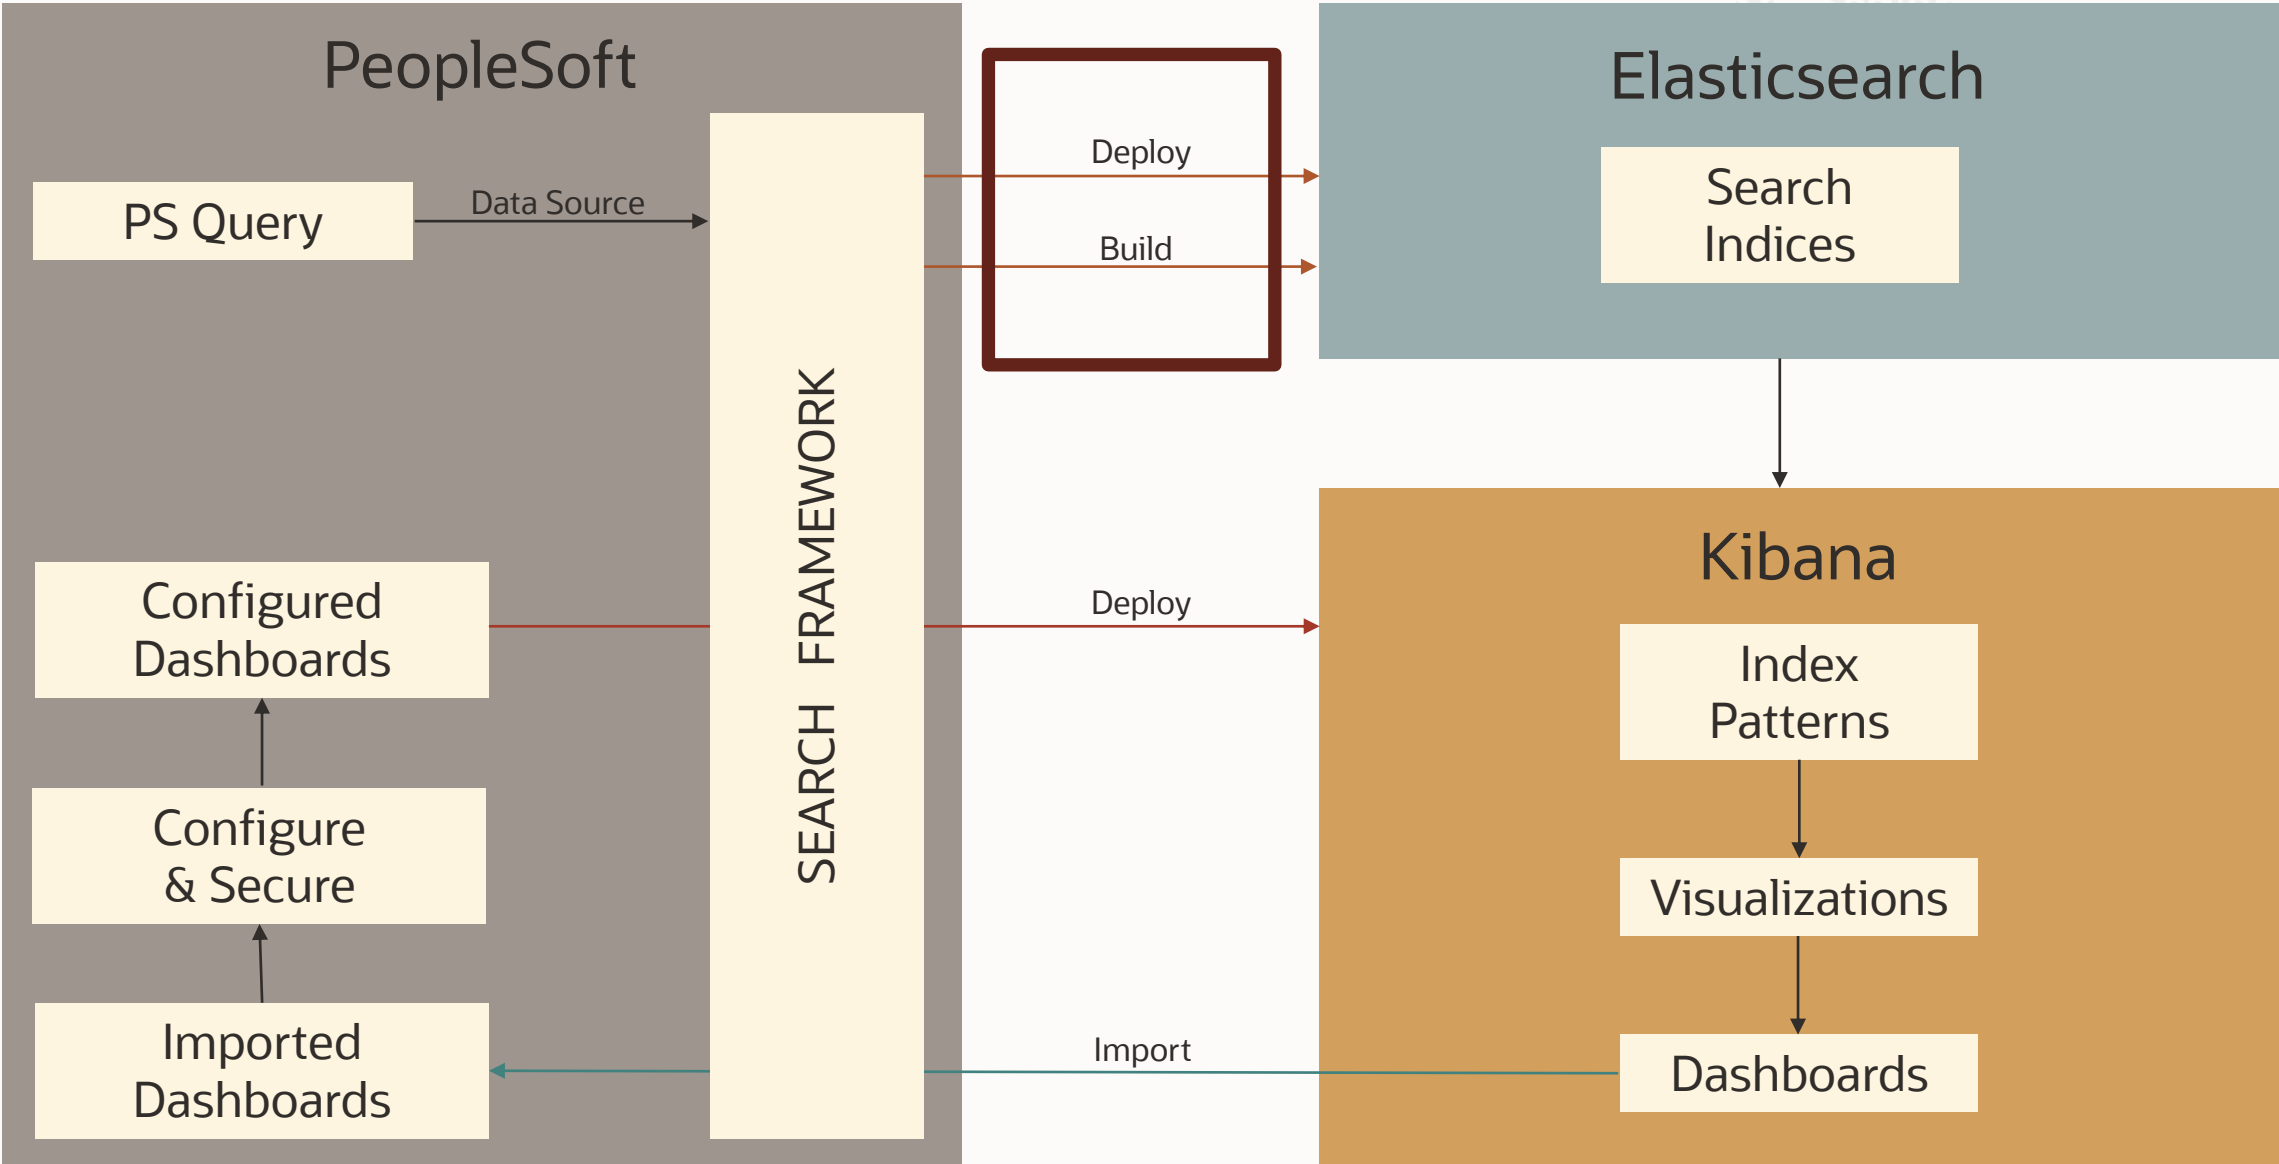 PeopleSoft
PS Query
Data Source
SEARCH FRAMEWORK
Configured
Dashboards
Configure
& Secure
Imported
Dashboards
Deploy
Build
Deploy
Import
Elasticsearch
Search
Indices
Kibana
Index
Patterns
Visualizations
Dashboards